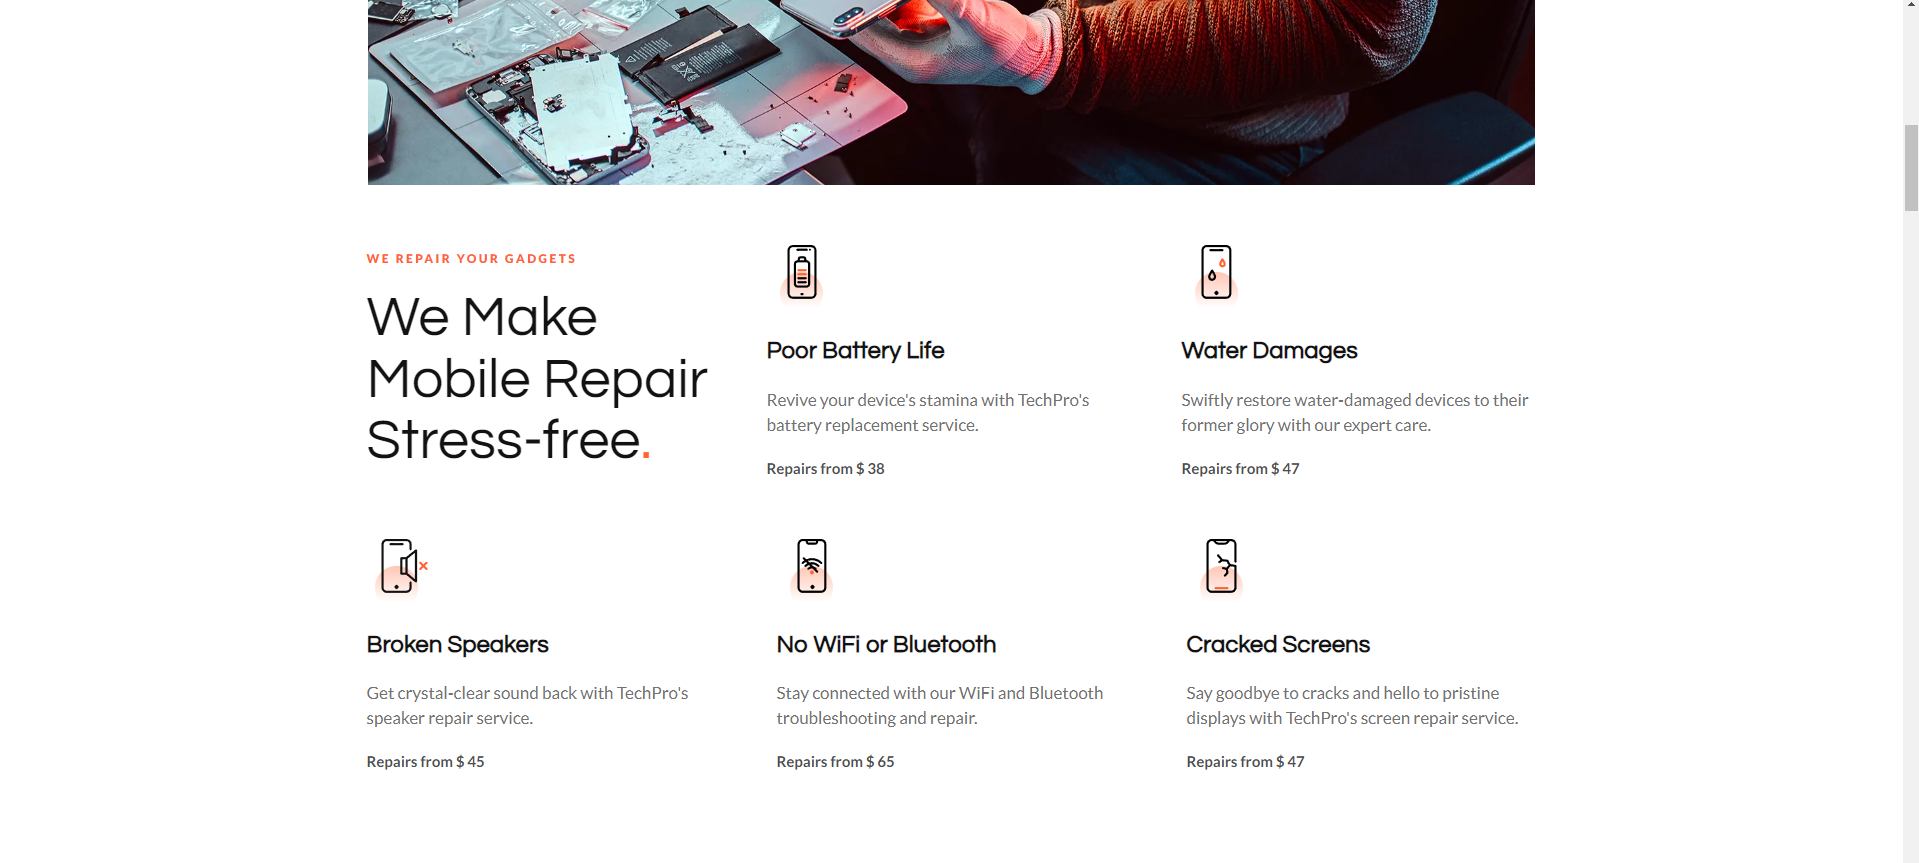 WE REPAIR YOUR GADGETS
We Make
Mobile Repair
Stress-free.
Poor Battery Life
Revive your device's stamina with TechPro's
battery replacement service.
Repairs from $ 38
Water Damages
Swiftly restore water-damaged devices to their
former glory with our expert care.
Repairs from $ 47
Broken Speakers
Get crystal-clear sound back with TechPro's
speaker repair service.
Repairs from $ 45
No WiFi or Bluetooth
Stay connected with our WiFi and Bluetooth
troubleshooting and repair.
Repairs from $ 65
Cracked Screens
Say goodbye to cracks and hello to pristine
displays with TechPro's screen repair service.
Repairs from $ 47